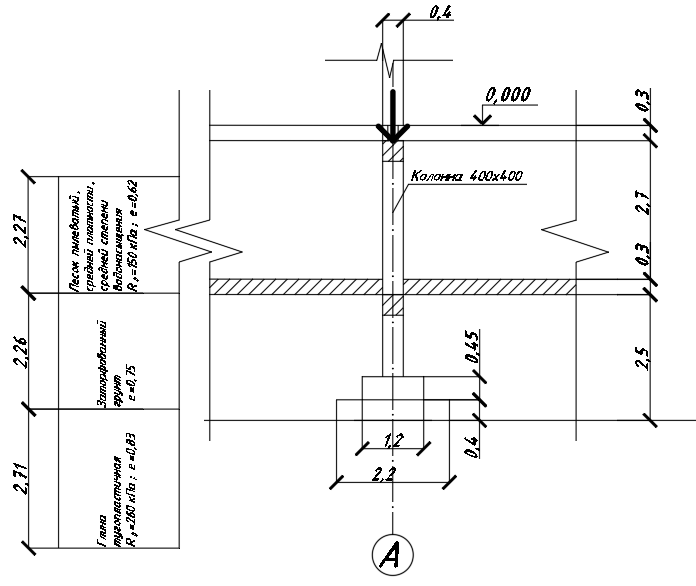 0,4
0,000
0,3
Колонна 400х400
2,7
0,3
2,27
Песок пылеватый,
средней плотности,
средней степени
водонасыщения
R₀=150 кПа; e=0,62
2,26
Заторфованный
грунт
e=0,75
0,45
2,5
1,2
0,4
2,2
2,71
Глина
тугопластичная
R₀=260 кПа; e=0,83
А